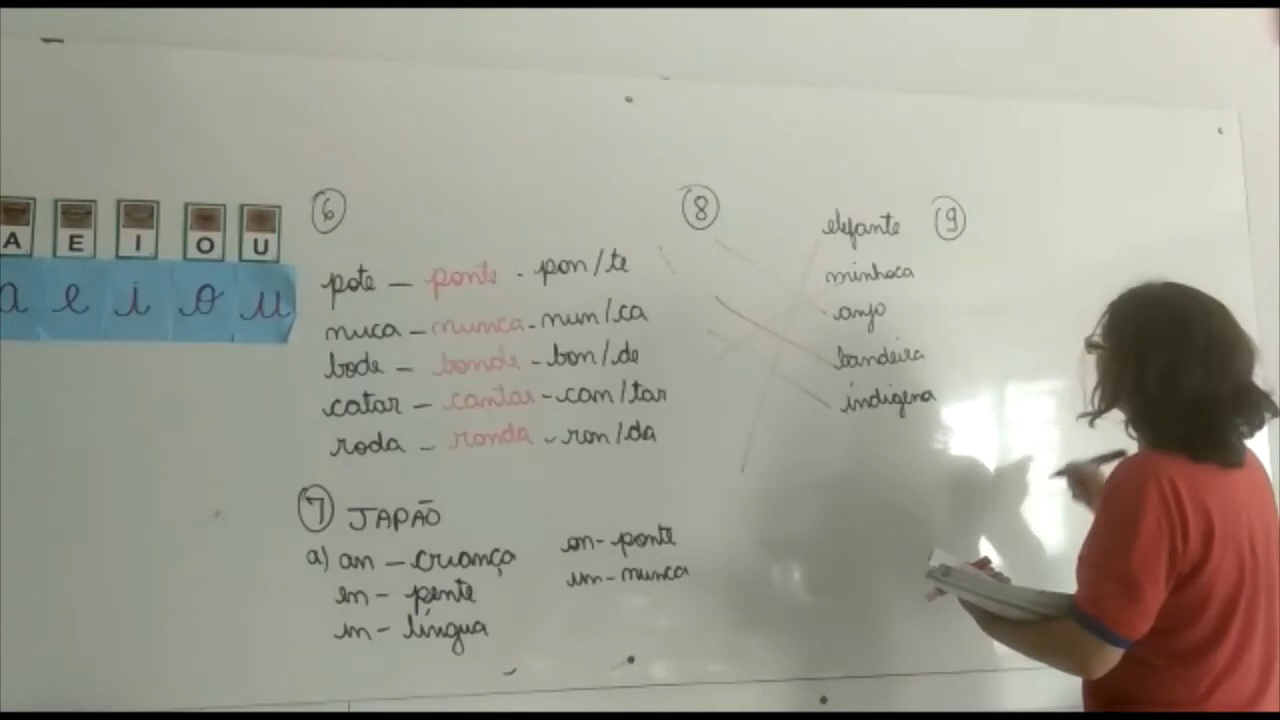 A E I O U
a e i o u
6
pote - ponte - pon/te
nuca - nunca - nun/ca
bode - bonde - bon/de
catar - cantar - can/tar
roda - ronda - ron/da
7 JAPÃO
a) an - criança
en - pente
in - língua
on - ponte
un - nunca
8
elefante
minhoca
anjo
bandeira
indígena
9